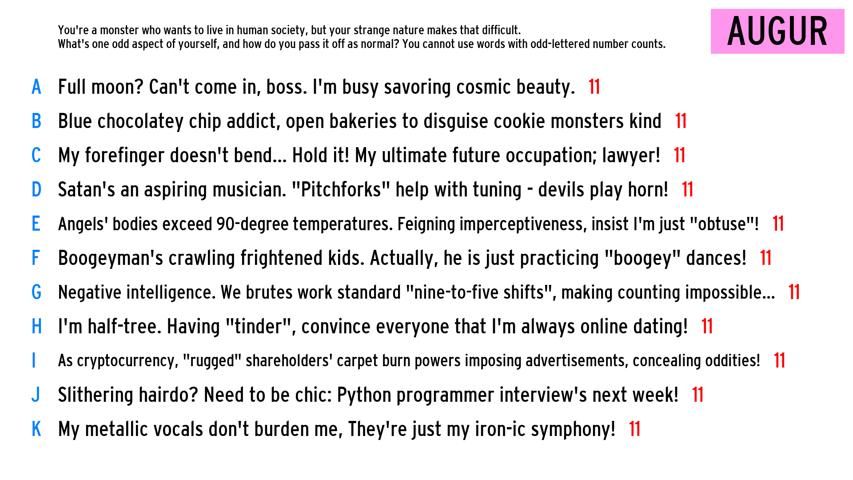 You're a monster who wants to live in human society, but your strange nature makes that difficult.
What's one odd aspect of yourself, and how do you pass it off as normal? You cannot use words with odd-lettered number counts.
AUGUR
A Full moon? Can't come in, boss. I'm busy savoring cosmic beauty. 11
B Blue chocolatey chip addict, open bakeries to disguise cookie monsters kind 11
C My forefinger doesn't bend... Hold it! My ultimate future occupation; lawyer! 11
D Satan's an aspiring musician. "Pitchforks" help with tuning - devils play horn! 11
E Angels' bodies exceed 90-degree temperatures. Feigning imperceptiveness, insist I'm just "obtuse"! 11
F Boogeyman's crawling frightened kids. Actually, he is just practicing "boogey" dances! 11
G Negative intelligence. We brutes work standard "nine-to-five shifts", making counting impossible... 11
H I'm half-tree. Having "tinder", convince everyone that I'm always online dating! 11
I As cryptocurrency, "rugged" shareholders' carpet burn powers imposing advertisements, concealing oddities! 11
J Slithering hairdo? Need to be chic: Python programmer interview's next week! 11
K My metallic vocals don't burden me, They're just my iron-ic symphony! 11